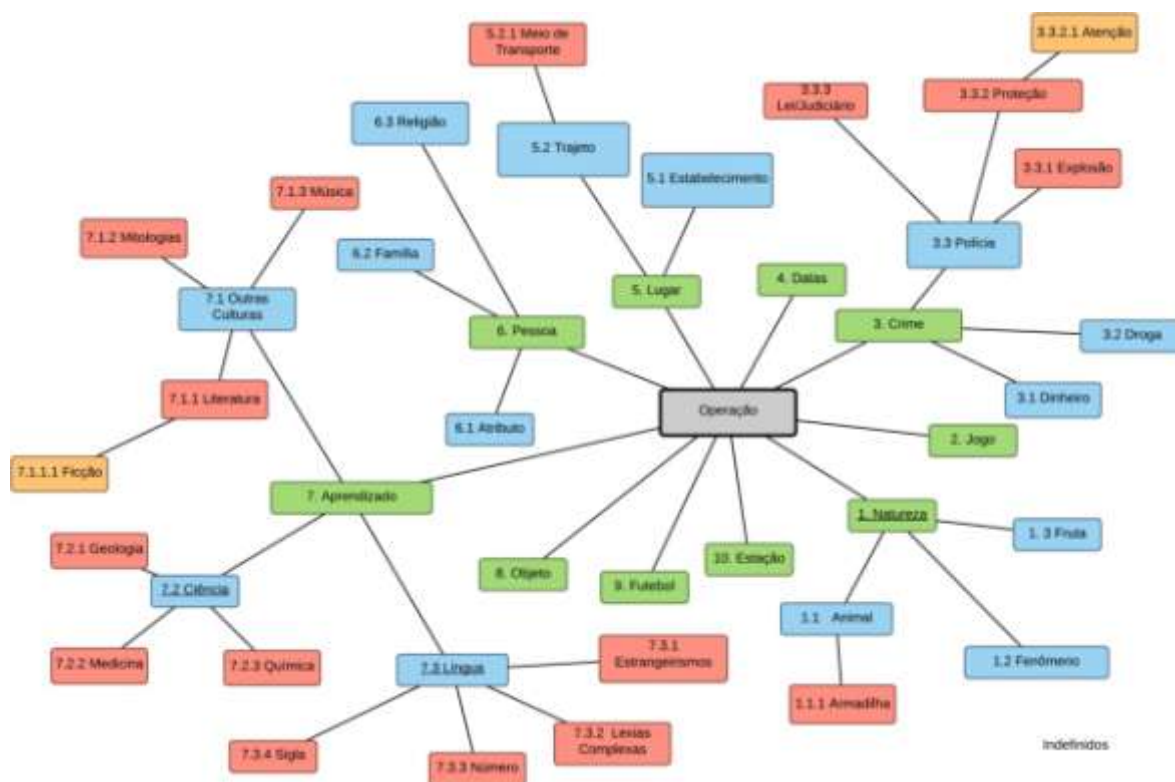 5.2.1 Meio de
Transporte
3.3.2.1 Atenção
3.3.3
Lei/Judiciário
3.3.2 Proteção
6.3 Religião
5.2 Trajeto
5.1 Estabelecimento
3.3.1 Explosão
7.1.3 Música
7.1.2 Mitologias
6.2 Família
3.3 Polícia
7.1 Outras
Culturas
5. Lugar
4. Datas
6. Pessoa
3. Crime
3.2 Droga
7.1.1 Literatura
Operação
3.1 Dinheiro
6.1 Atributo
2. Jogo
7.1.1.1 Ficção
7. Aprendizado
1. Natureza
1. 3 Fruta
7.2.1 Geologia
8. Objeto
9. Futebol
10. Estação
7.2 Ciência
1.1 Animal
7.2.2 Medicina
7.2.3 Química
7.3 Língua
7.3.1
Estrangeirismos
1.2 Fenômeno
1.1.1 Armadilha
7.3.4 Sigla
7.3.3 Número
7.3.2 Lexias
Complexas
Indefinidos